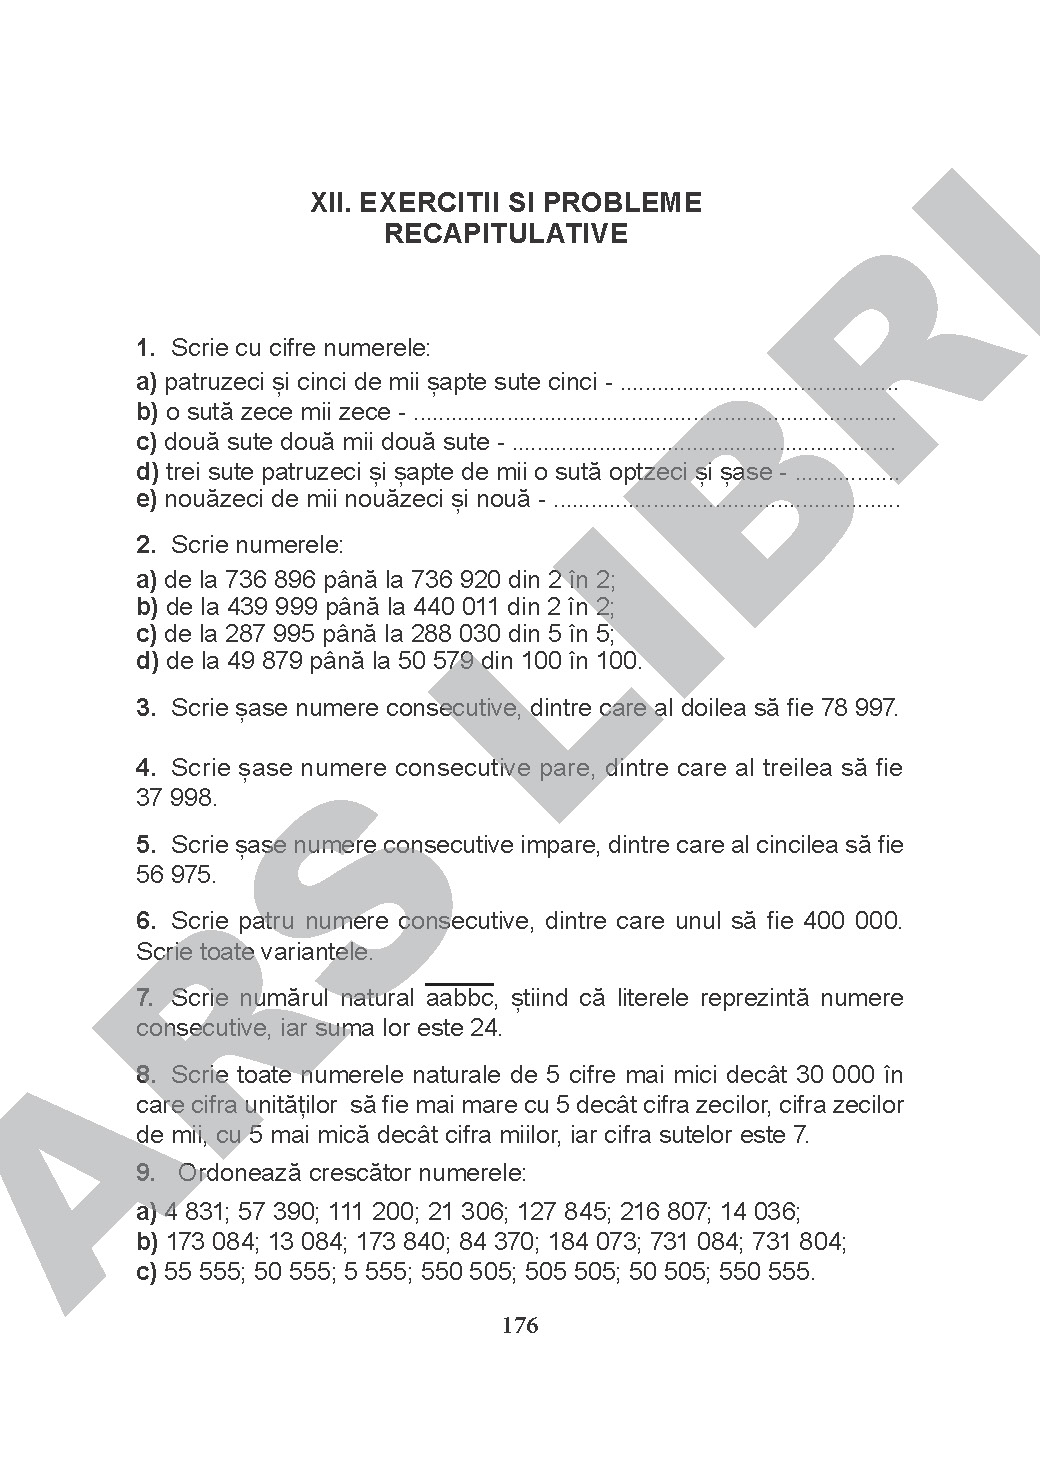 XII. EXERCITII SI PROBLEME
RECAPITULATIVE
1. Scrie cu cifre numerele:
a) patruzeci și cinci de mii șapte sute cinci - .............................................
b) o sută zece mii zece - ..............................................................................
c) două sute două mii două sute - ..............................................................
d) trei sute patruzeci și șapte de mii o sută optzeci și șase - .................
e) nouăzeci de mii nouăzeci și nouă - ........................................................
2. Scrie numerele:
a) de la 736 896 până la 736 920 din 2 în 2;
b) de la 439 999 până la 440 011 din 2 în 2;
c) de la 287 995 până la 288 030 din 5 în 5;
d) de la 49 879 până la 50 579 din 100 în 100.
3. Scrie șase numere consecutive, dintre care al doilea să fie 78 997.
4. Scrie șase numere consecutive pare, dintre care al treilea să fie
37 998.
5. Scrie șase numere consecutive impare, dintre care al cincilea să fie
56 975.
6. Scrie patru numere consecutive, dintre care unul să fie 400 000.
Scrie toate variantele.
7. Scrie numărul natural aabbc, știind că literele reprezintă numere
consecutive, iar suma lor este 24.
8. Scrie toate numerele naturale de 5 cifre mai mici decât 30 000 în
care cifra unităților să fie mai mare cu 5 decât cifra zecilor, cifra zecilor
de mii, cu 5 mai mică decât cifra miilor, iar cifra sutelor este 7.
9. Ordonează crescător numerele:
a) 4 831; 57 390; 111 200; 21 306; 127 845; 216 807; 14 036;
b) 173 084; 13 084; 173 840; 84 370; 184 073; 731 084; 731 804;
c) 55 555; 50 555; 5 555; 550 505; 505 505; 50 505; 550 555.
176
ARS LIBRI